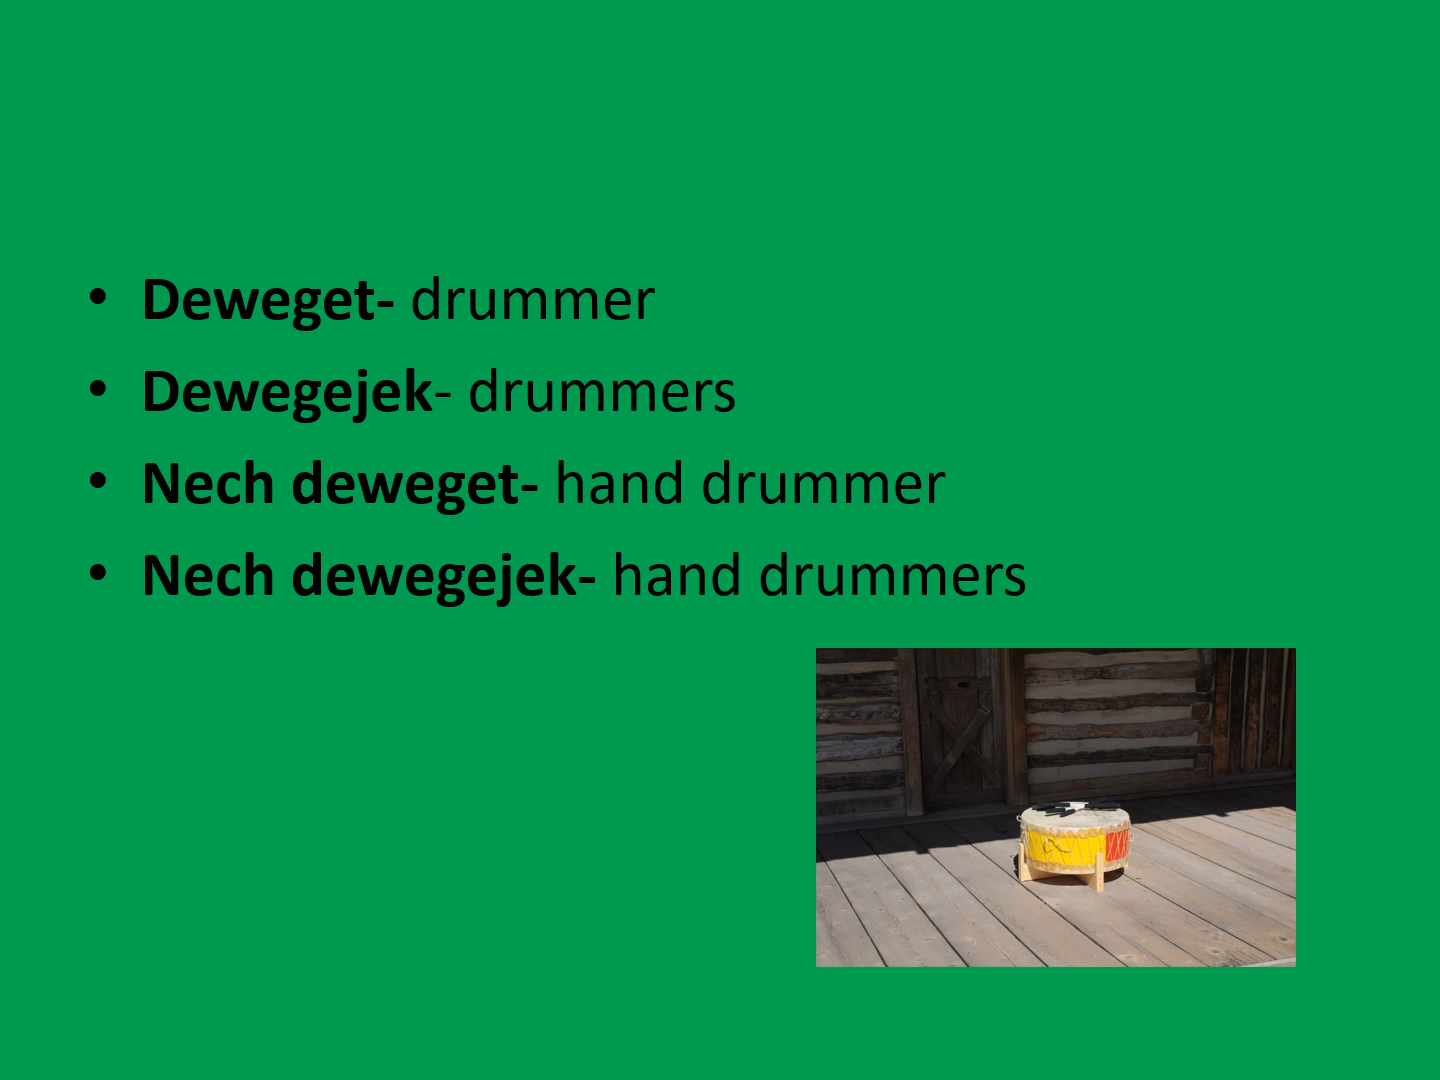 • Deweget- drummer
• Dewegejek- drummers
• Nech deweget- hand drummer
• Nech dewegejek- hand drummers